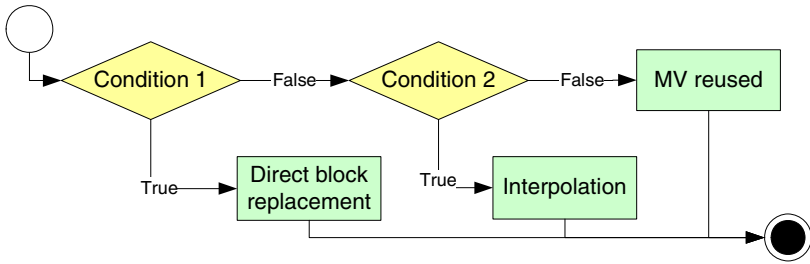 Condition 1
False
Condition 2
False
MV reused
True
Direct block
replacement
True
Interpolation